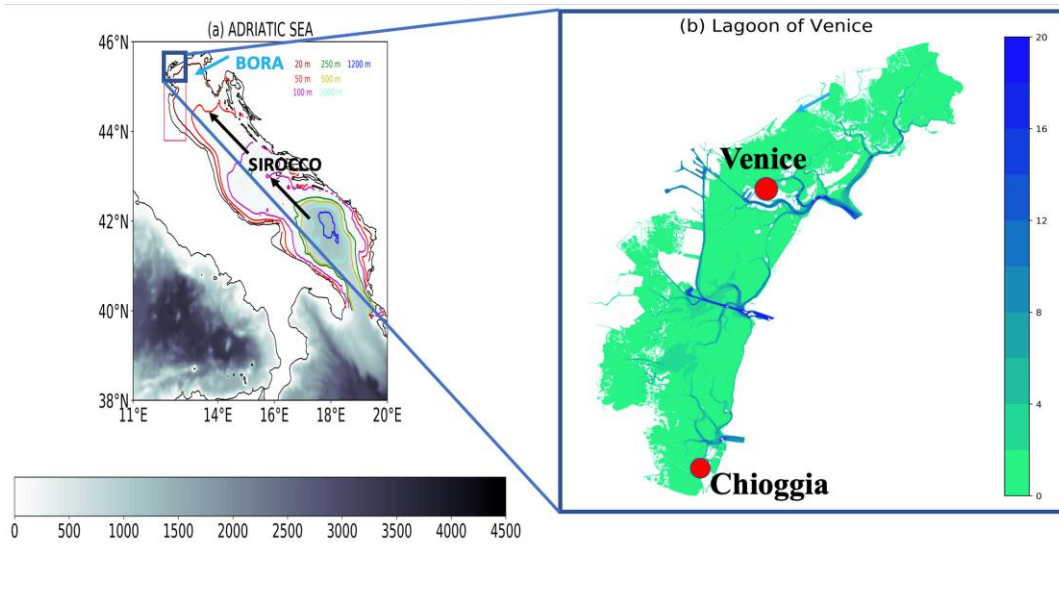 (a) ADRIATIC SEA
46°N
44°N
42°N
40°N
38°N
11°E
14°E
16°E
18°E
20°E
BORA
20 m 250 m 1200 m
50 m 500 m
100 m 1000 m
SIROCCO
0 500 1000 1500 2000 2500 3000 3500 4000 4500
(b) Lagoon of Venice
Venice
Chioggia
20
16
12
8
4
0